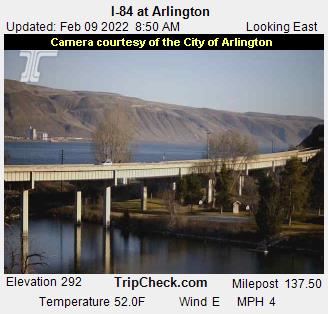 I-84 at Arlington
Updated: Feb 09 2022 8:50 AM Looking East
Camera courtesy of the City of Arlington
Elevation 292 TripCheck.com Milepost 137.50
Temperature 52.0F Wind E MPH 4